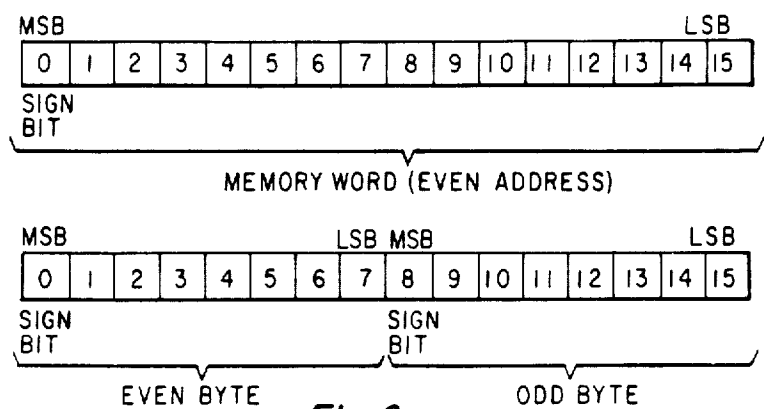 MSB LSB
0 1 2 3 4 5 6 7 8 9 10 11 12 13 14 15
SIGN
BIT
MEMORY WORD (EVEN ADDRESS)
MSB LSB MSB LSB
0 1 2 3 4 5 6 7 8 9 10 11 12 13 14 15
SIGN SIGN
BIT BIT
EVEN BYTE ODD BYTE